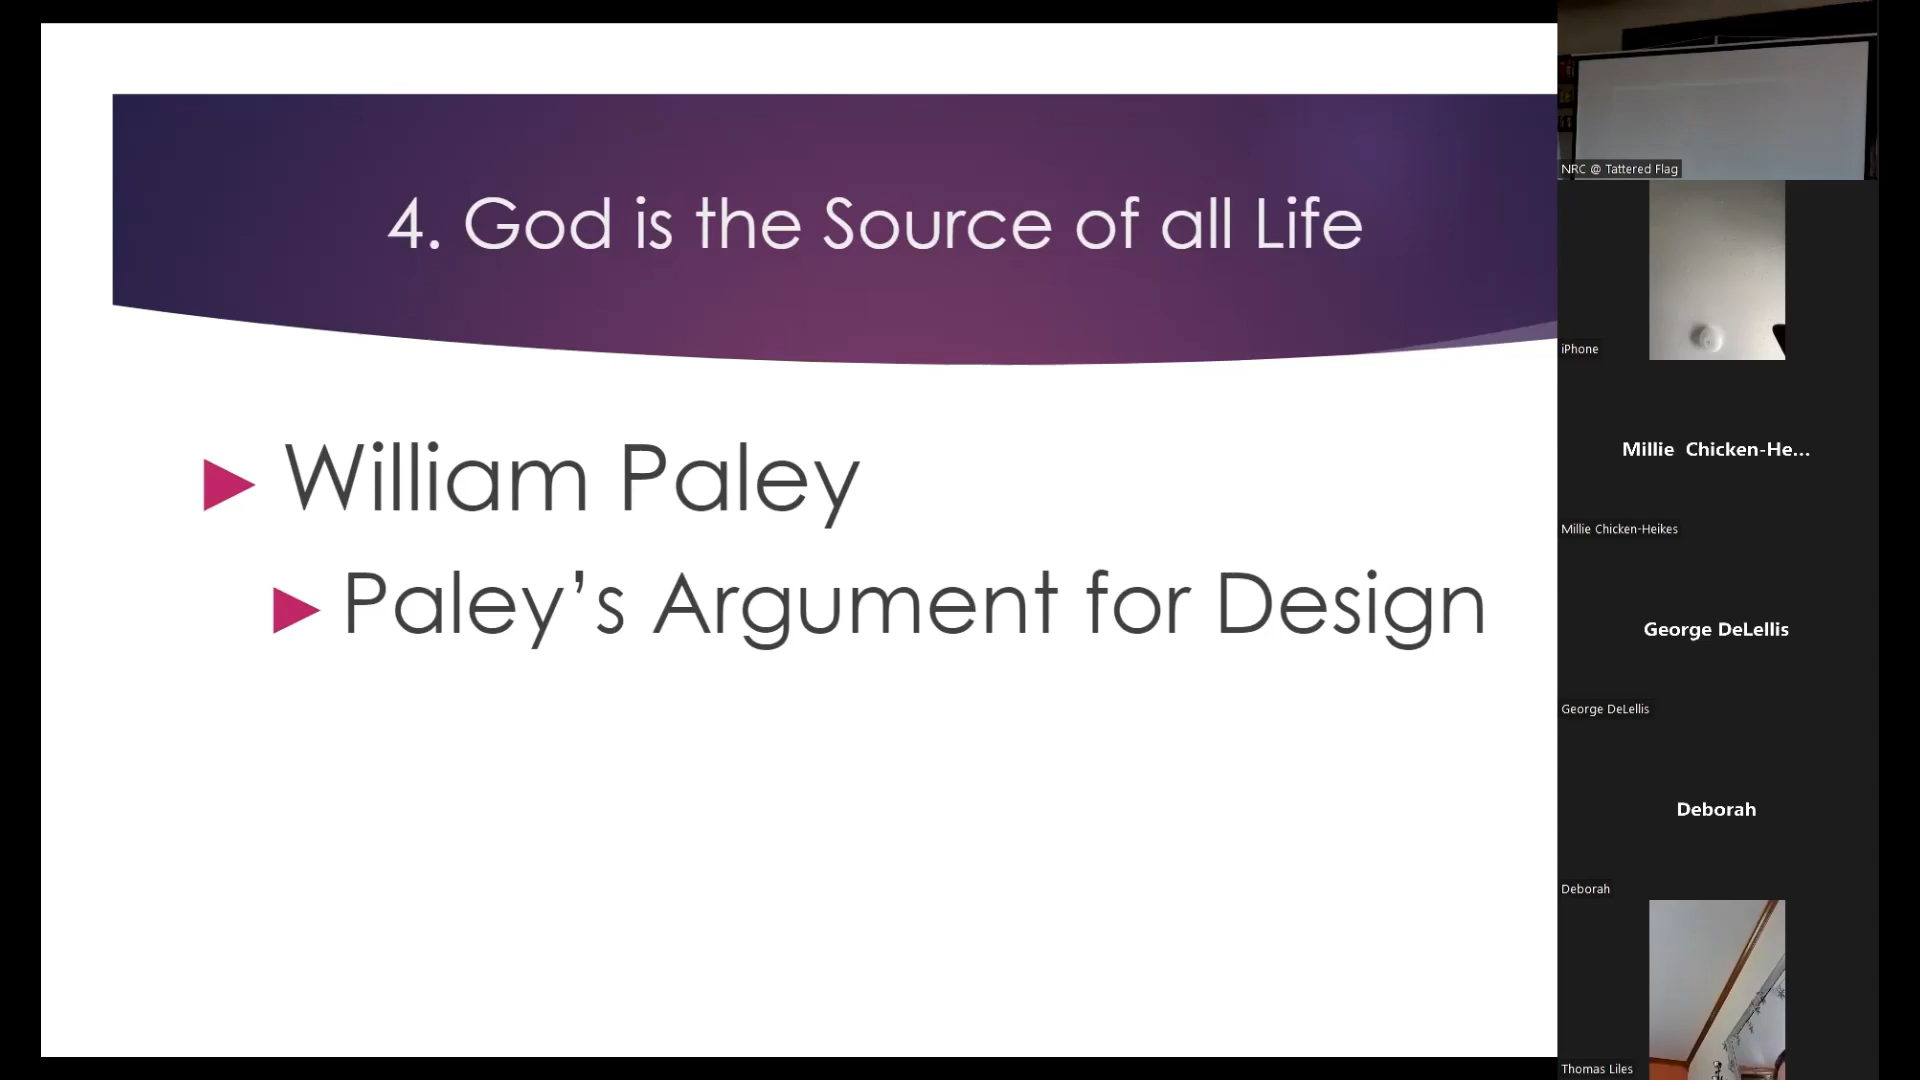 4. God is the Source of all Life
William Paley
Paley’s Argument for Design
NRC @ Tattered Flag
iPhone
Millie Chicken-He...
Millie Chicken-Heikes
George DeLellis
George DeLellis
Deborah
Deborah
Thomas Liles